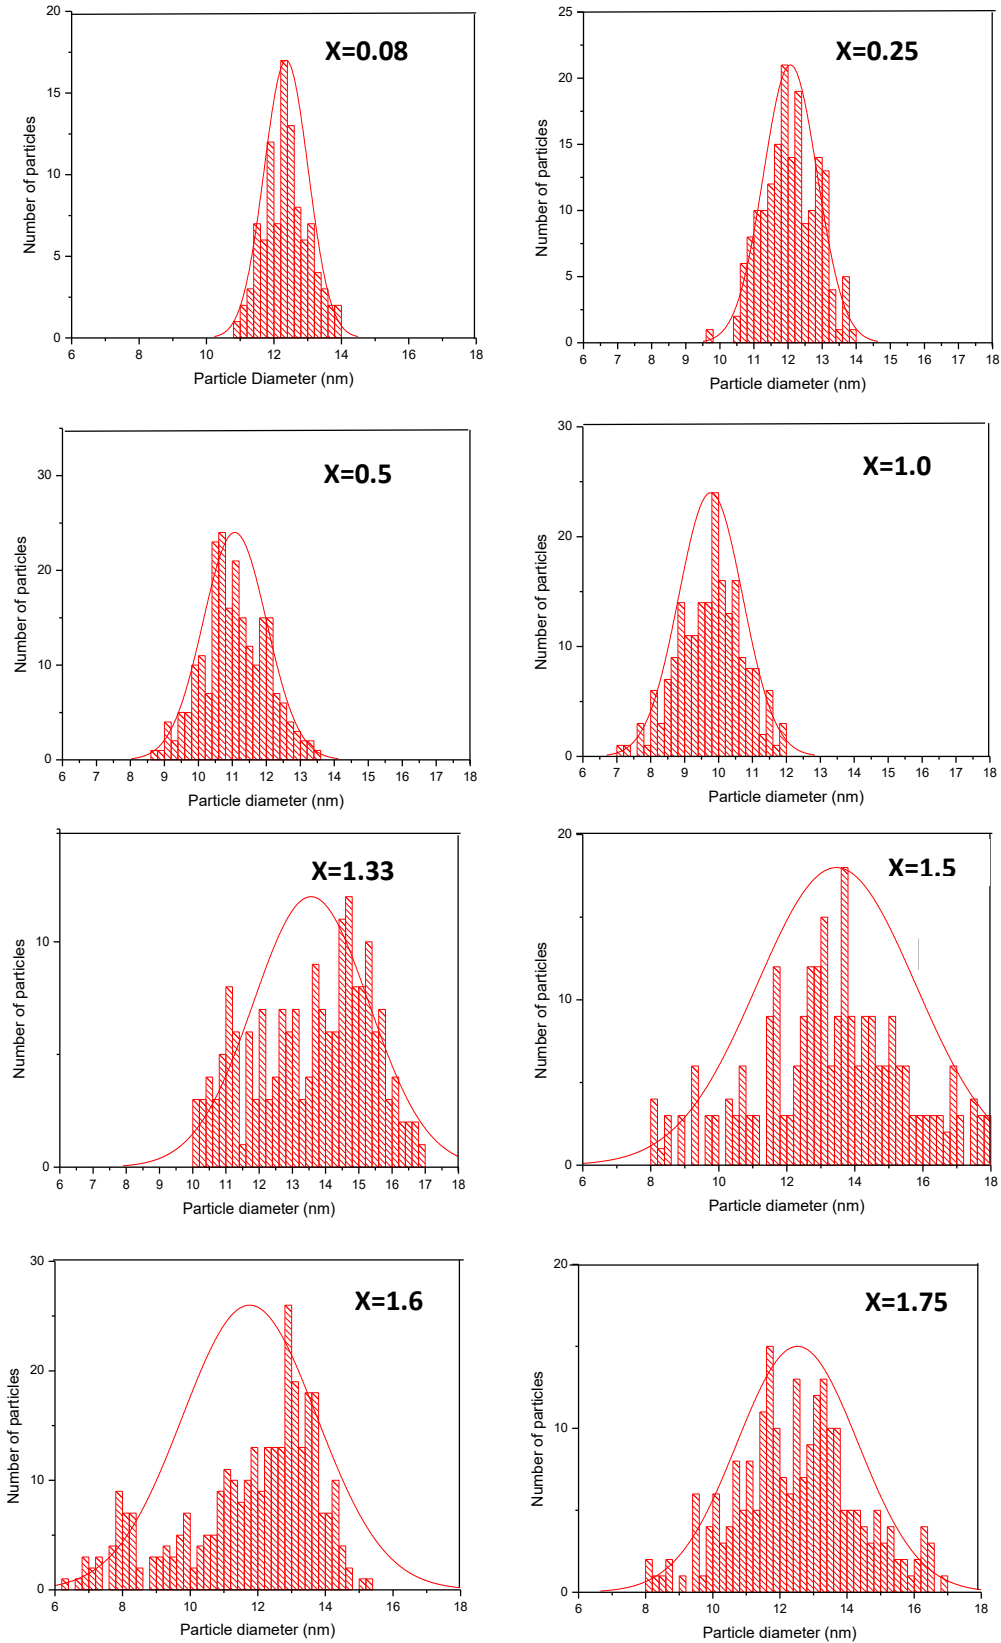 X=0.08
20
15
10
5
0
Number of particles
6 8 10 12 14 16 18
Particle Diameter (nm)
X=0.25
25
20
15
10
5
0
Number of particles
6 7 8 9 10 11 12 13 14 15 16 17 18
Particle diameter (nm)
X=0.5
30
20
10
0
Number of particles
6 7 8 9 10 11 12 13 14 15 16 17 18
Particle diameter (nm)
X=1.0
30
20
10
0
Number of particles
6 7 8 9 10 11 12 13 14 15 16 17 18
Particle diameter (nm)
X=1.33
10
0
Number of particles
6 7 8 9 10 11 12 13 14 15 16 17 18
Particle diameter (nm)
X=1.5
20
10
0
Number of particles
6 8 10 12 14 16 18
Particle diameter (nm)
X=1.6
30
20
10
0
Number of particles
6 8 10 12 14 16 18
Particle diameter (nm)
X=1.75
20
15
10
5
0
Number of particles
6 8 10 12 14 16 18
Particle diameter (nm)